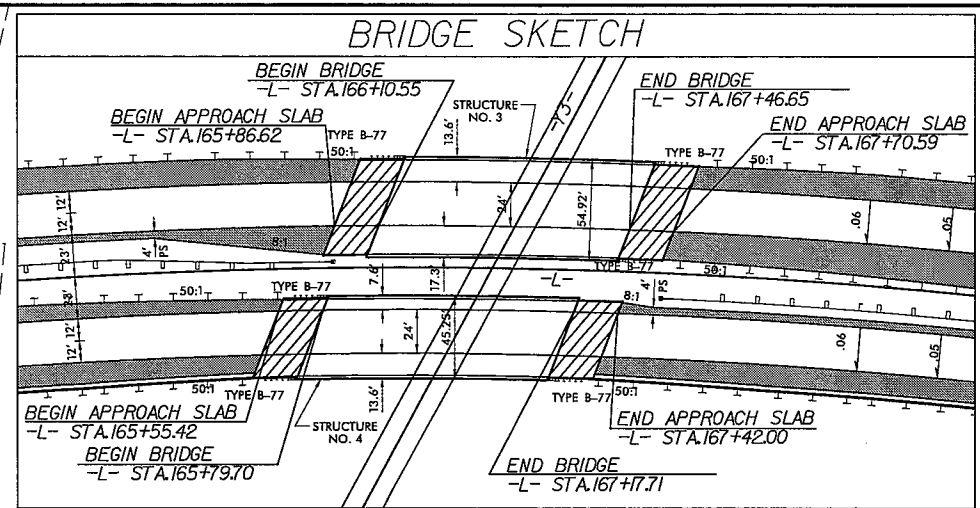 BRIDGE SKETCH
BEGIN BRIDGE
-L- STA.166+10.55
END BRIDGE
-L- STA.167+46.65
STRUCTURE
NO. 3
-Y3-
BEGIN APPROACH SLAB
-L- STA.165+86.62
END APPROACH SLAB
-L- STA.167+70.59
TYPE B-77
50:1
13.6'
TYPE B-77
50:1
12'
12'
24'
54.92'
.06
.05
23'
4'
PS
8:1
7.6'
17.3'
-L-
TYPE B-77
50:1
50:1
TYPE B-77
8:1
4'
PS
12'
12'
24'
45.25'
.06
.05
50:1
TYPE B-77
13.6'
TYPE B-77
50:1
BEGIN APPROACH SLAB
-L- STA.165+55.42
STRUCTURE
NO. 4
END APPROACH SLAB
-L- STA.167+42.00
BEGIN BRIDGE
-L- STA.165+79.70
END BRIDGE
-L- STA.167+17.71